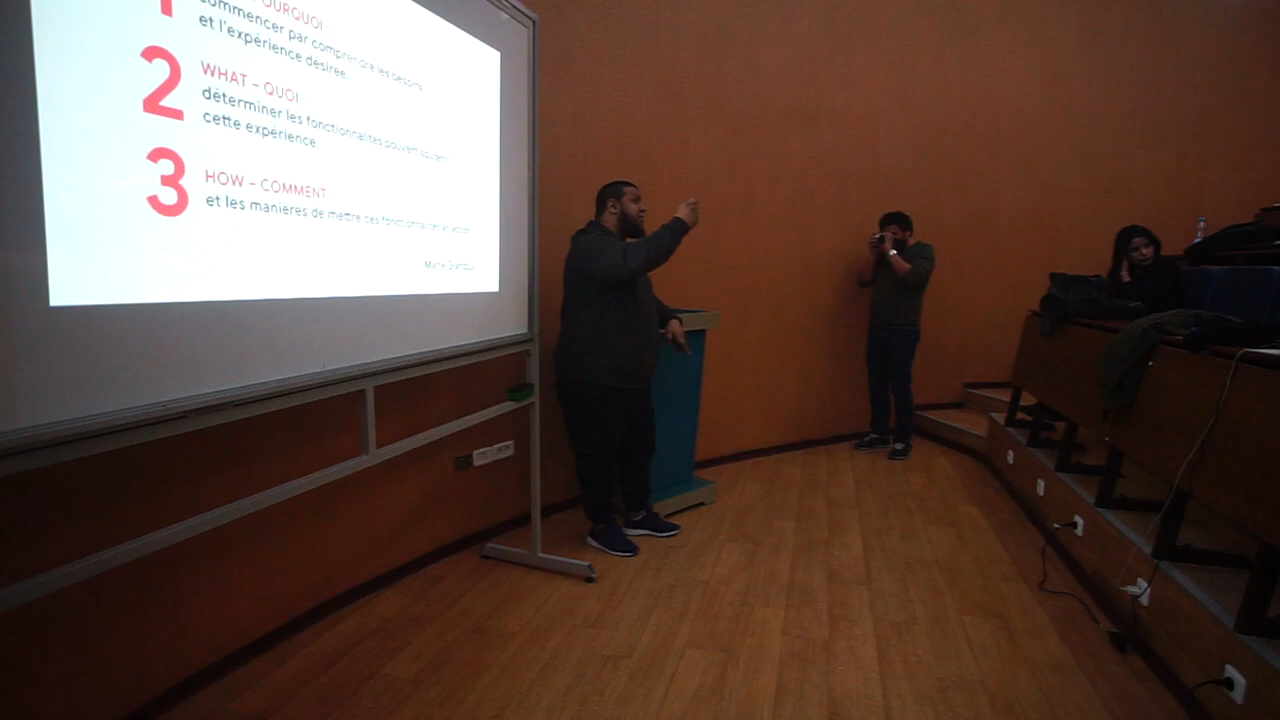 POURQUOI
commencer par comprendre les besoins
et l'expérience désirée.
2
WHAT – QUOI
déterminer les fonctionnalités pouvant soutenir
cette expérience
3
HOW – COMMENT
et les manières de mettre ces fonctionnalités en action